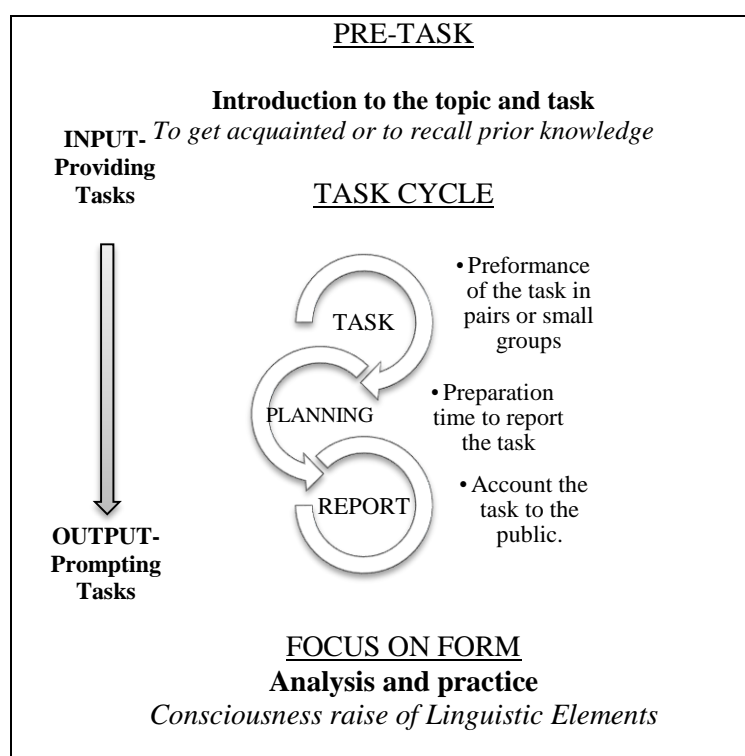 PRE-TASK
Introduction to the topic and task
To get acquainted or to recall prior knowledge
INPUT-
Providing
Tasks
TASK CYCLE
TASK
• Preformance
of the task in
pairs or small
groups
PLANNING
• Preparation
time to report
the task
REPORT
• Account the
task to the
public.
OUTPUT-
Prompting
Tasks
FOCUS ON FORM
Analysis and practice
Consciousness raise of Linguistic Elements